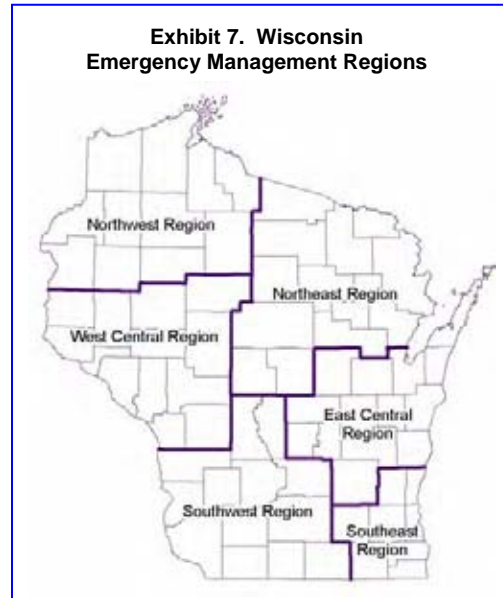 Exhibit 7. Wisconsin
Emergency Management Regions
Northwest Region
Northeast Region
West Central Region
East Central
Region
Southwest Region
Southeast
Region